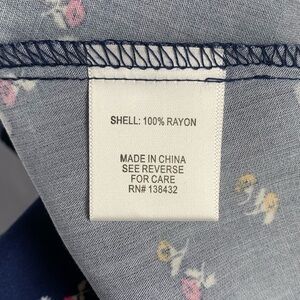 SHELL: 100% RAYON
MADE IN CHINA
SEE REVERSE
FOR CARE
RN# 138432